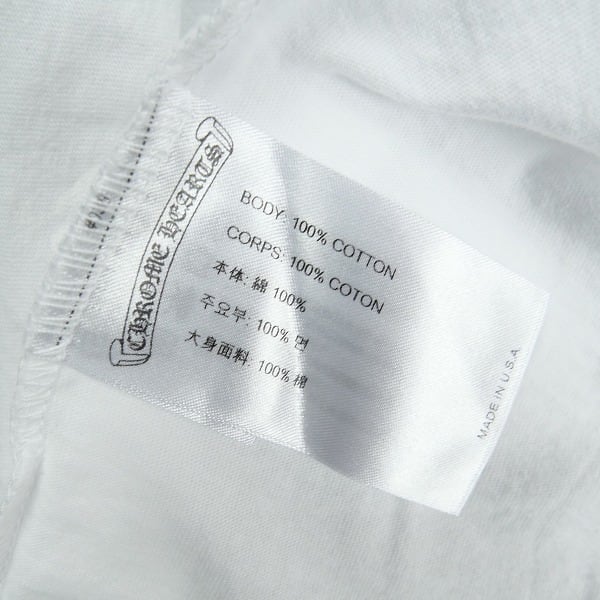 CHROME HEARTS
BODY: 100% COTTON
CORPS: 100% COTON
本体: 綿 100%
주요부: 100% 면
大身面料: 100% 棉
MADE IN U.S.A